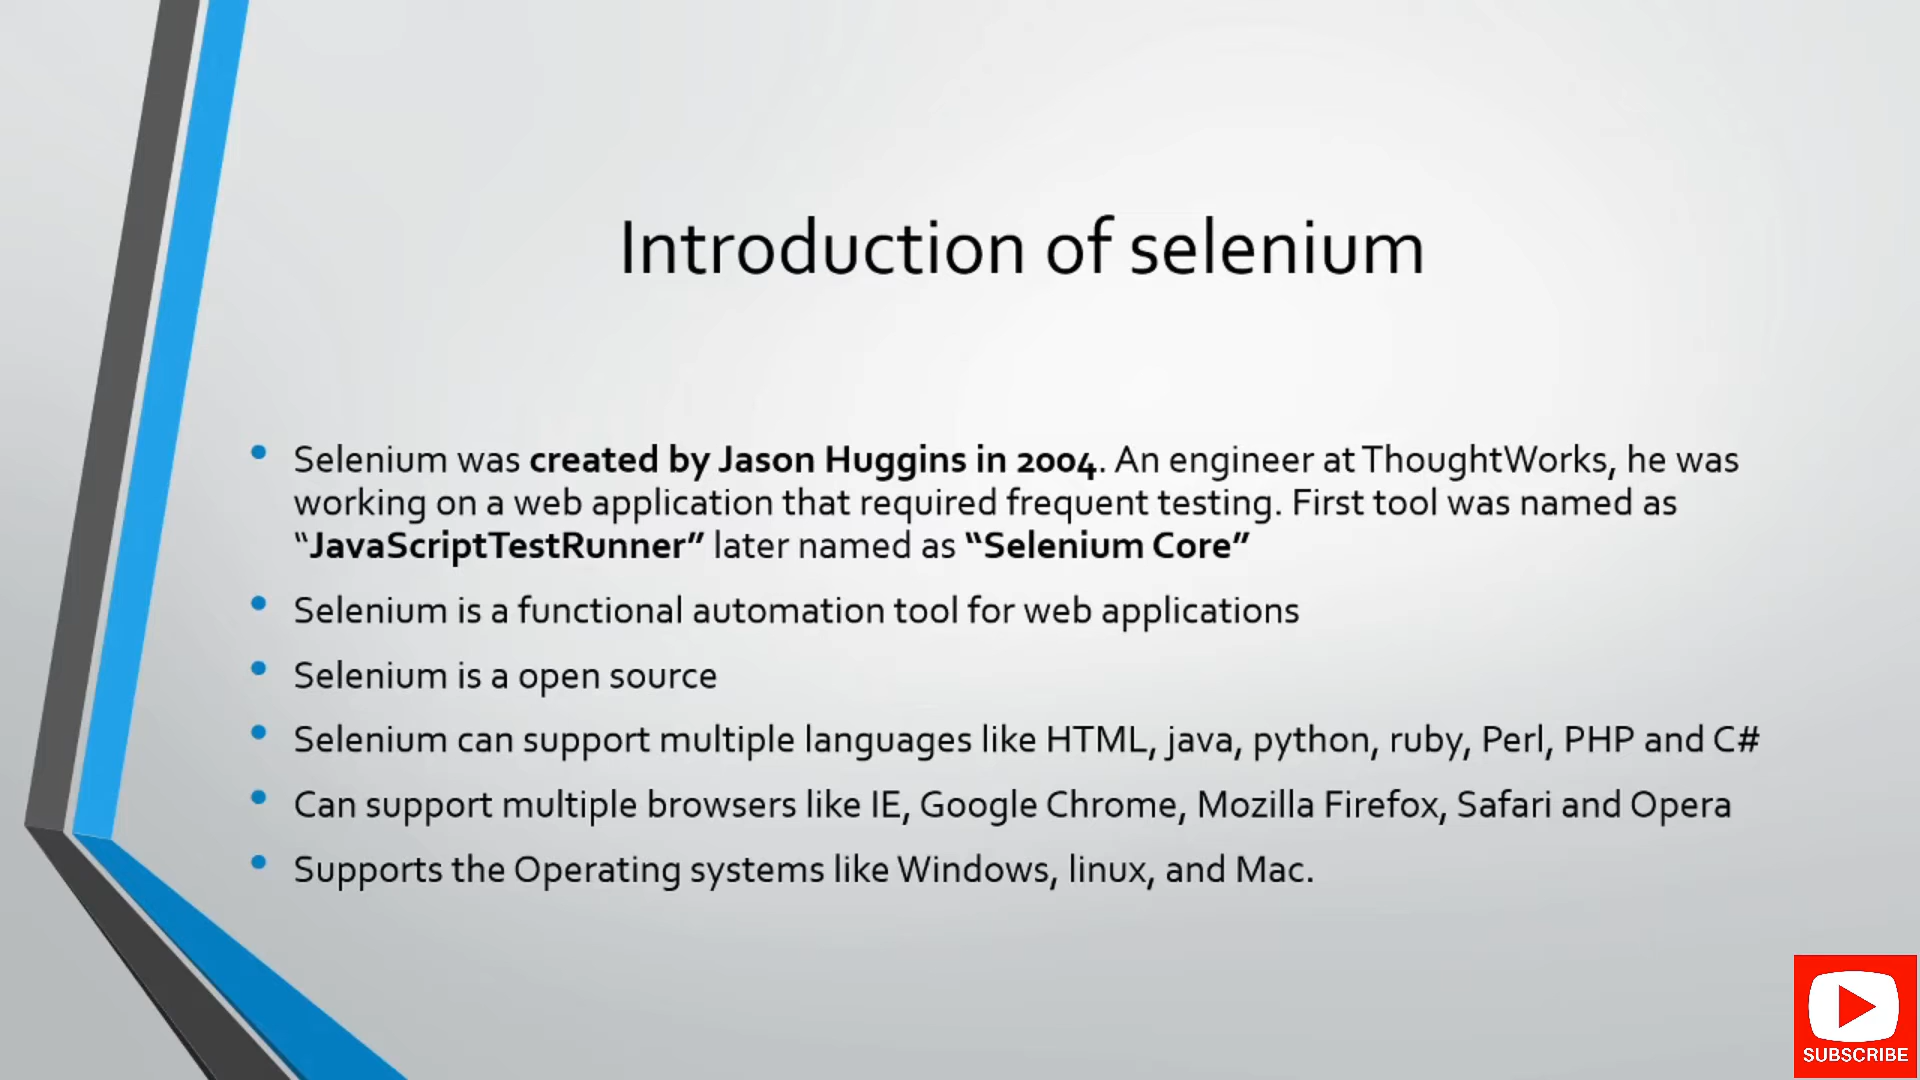 Introduction of selenium
• Selenium was created by Jason Huggins in 2004. An engineer at ThoughtWorks, he was
working on a web application that required frequent testing. First tool was named as
“JavaScriptTestRunner” later named as “Selenium Core”
• Selenium is a functional automation tool for web applications
• Selenium is a open source
• Selenium can support multiple languages like HTML, java, python, ruby, Perl, PHP and C#
• Can support multiple browsers like IE, Google Chrome, Mozilla Firefox, Safari and Opera
• Supports the Operating systems like Windows, linux, and Mac.
SUBSCRIBE